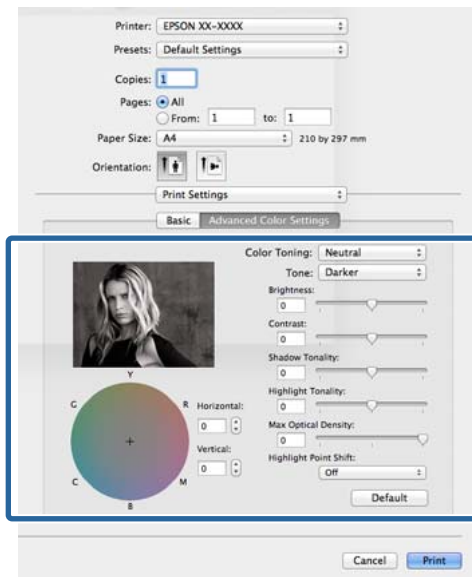 Printer: EPSON XX-XXXX
Presets: Default Settings
Copies: 1
Pages: All
From: 1 to: 1
Paper Size: A4 210 by 297 mm
Orientation:
Print Settings
Basic Advanced Color Settings
Color Toning: Neutral
Tone: Darker
Brightness:
0
Contrast:
0
Shadow Tonality:
0
Highlight Tonality:
0
Max Optical Density:
0
Highlight Point Shift:
Off
Y
G R
C M
B
Horizontal:
0
Vertical:
0
Default
Cancel Print